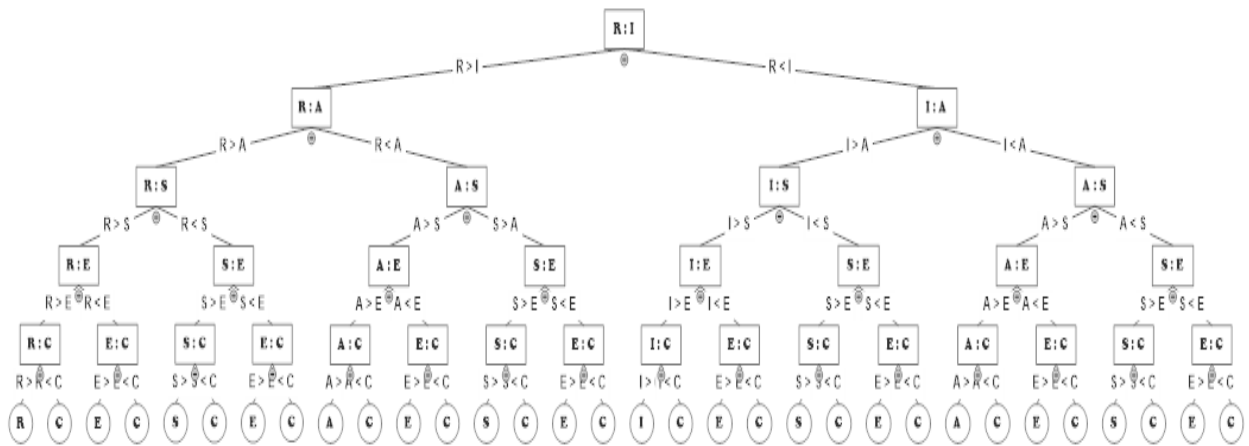 R:I
R>I R<I
R:A I:A
R>A R<A I>A I<A
R:S A:S I:S A:S
R>S R<S A>S S>A I>S I<S A>S A<S
R:E S:E A:E S:E I:E S:E A:E S:E
R>E R<E S>E S<E A>E A<E S>E S<E I>E I<E S>E S<E A>E A<E S>E S<E
R:C E:C S:C E:C A:C E:C S:C E:C I:C E:C S:C E:C A:C E:C S:C E:C
R C E C S C E C A C E C S C E C I C E C S C E C A C E C S C E C